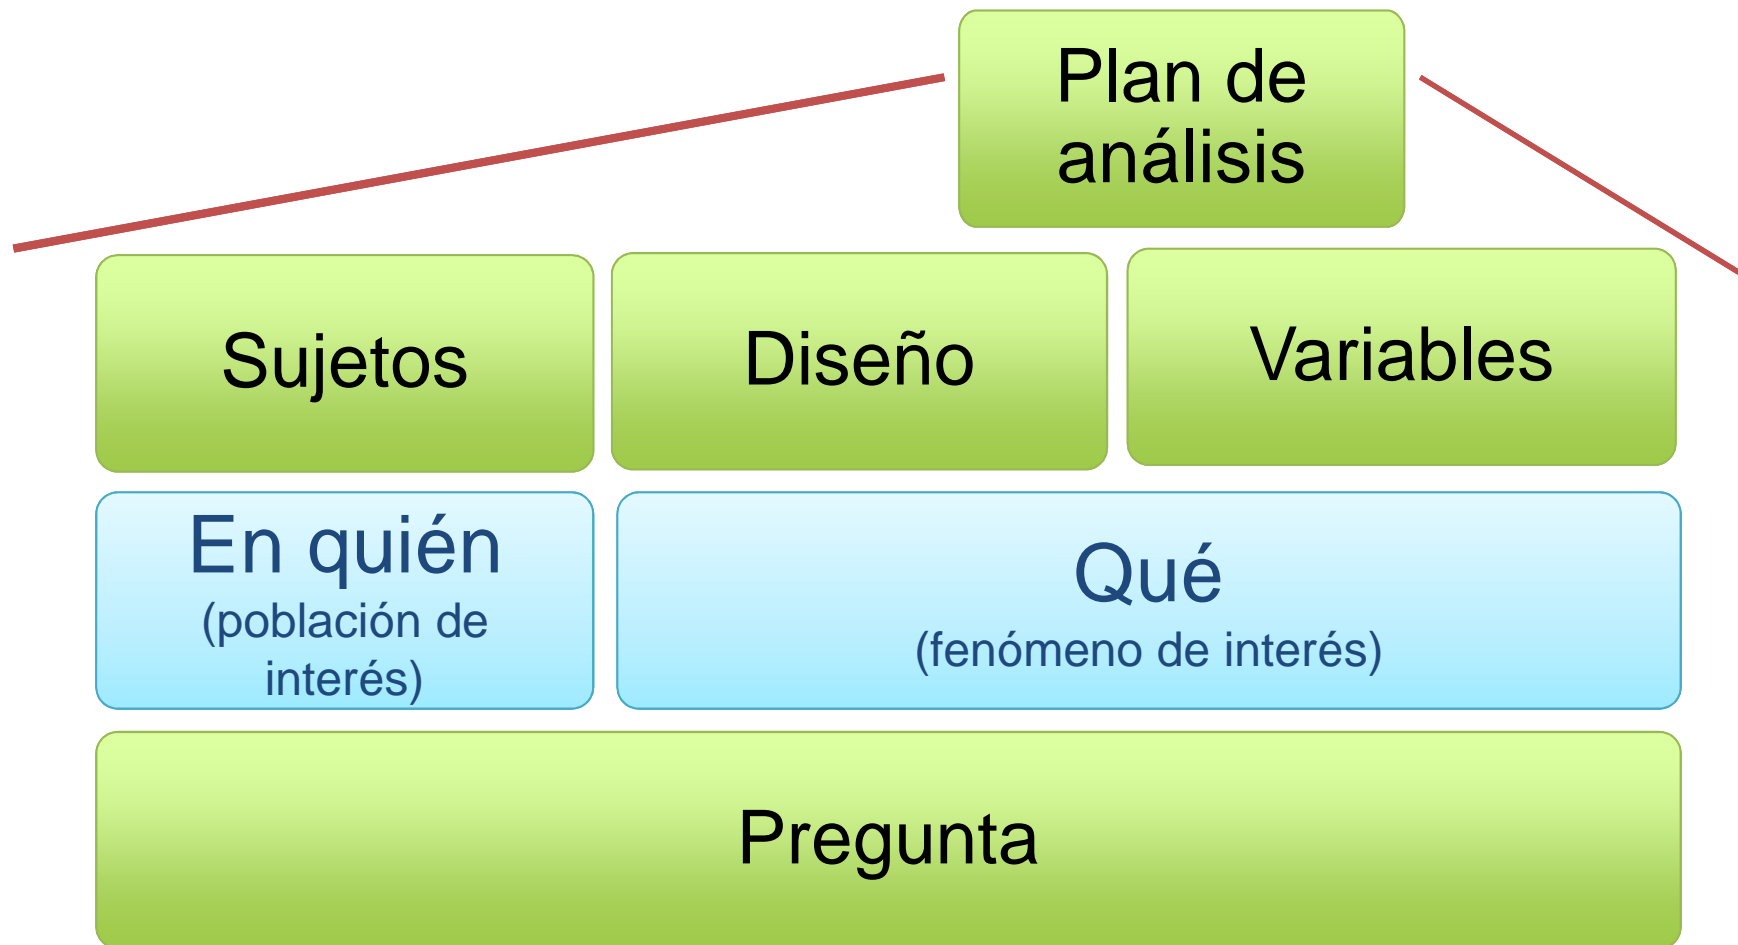 Plan de
análisis
Sujetos
Diseño
Variables
En quién
(población de
interés)
Qué
(fenómeno de interés)
Pregunta